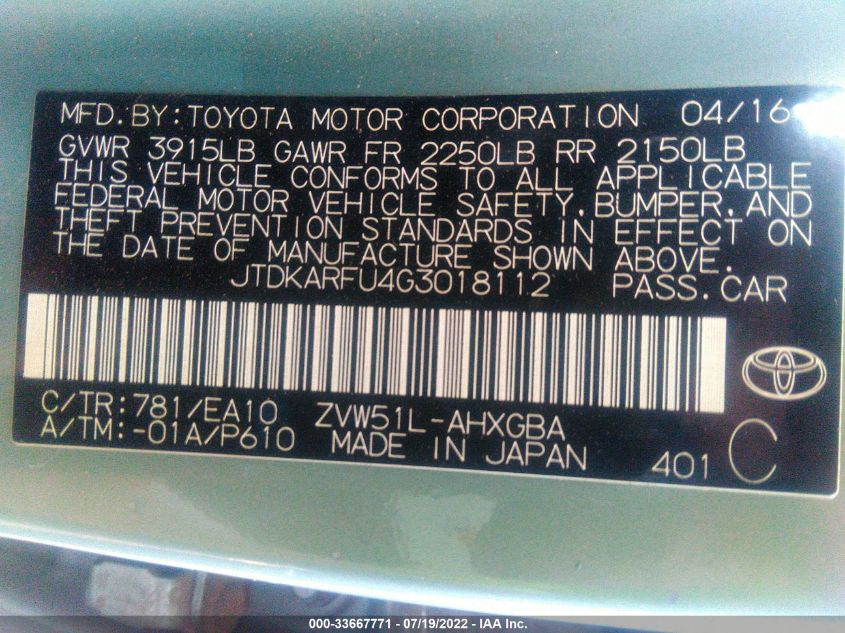 MFD. BY: TOYOTA MOTOR CORPORATION 04/16
GVWR 3915LB GAWR FR 2250LB RR 2150LB
THIS VEHICLE CONFORMS TO ALL APPLICABLE
FEDERAL MOTOR VEHICLE SAFETY, BUMPER, AND
THEFT PREVENTION STANDARDS IN EFFECT ON
THE DATE OF MANUFACTURE SHOWN ABOVE.
JTDKARFU4G3018112 PASS. CAR
C/TR: 781/EA10 ZVW51L-AHXGBA
A/TM: -01A/P610 MADE IN JAPAN 401 C
000-33667771 - 07/19/2022 - IAA Inc.